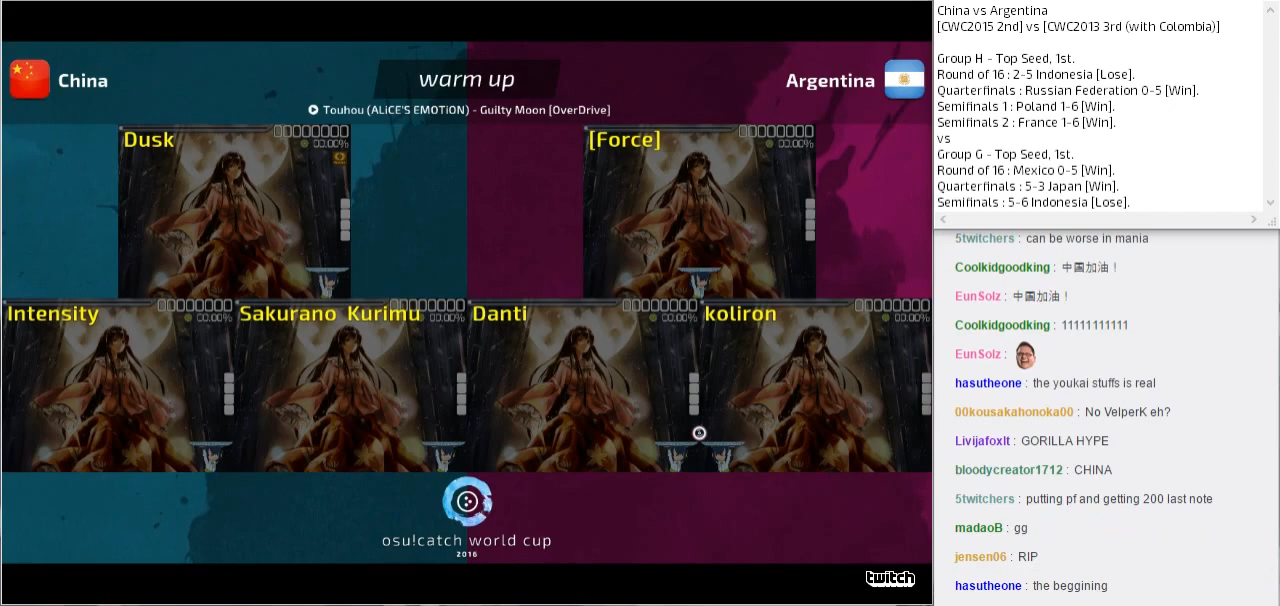 China
warm up
Argentina
Touhou (ALiCE'S EMOTiON) - Guilty Moon [OverDrive]
Dusk
00.00%
[Force]
00.00%
Intensity
00.00%
Sakurano Kurimu
00.00%
Danti
00.00%
koliron
00.00%
osu!catch world cup
2016
twitch
China vs Argentina
[CWC2015 2nd] vs [CWC2013 3rd (with Colombia)]
Group H - Top Seed, 1st.
Round of 16 : 2-5 Indonesia [Lose].
Quarterfinals : Russian Federation 0-5 [Win].
Semifinals 1 : Poland 1-6 [Win].
Semifinals 2 : France 1-6 [Win].
vs
Group G - Top Seed, 1st.
Round of 16 : Mexico 0-5 [Win].
Quarterfinals : 5-3 Japan [Win].
Semifinals : 5-6 Indonesia [Lose].
5twitchers : can be worse in mania
Coolkidgoodking : 中国加油！
EunSolz : 中国加油！
Coolkidgoodking : 11111111111
EunSolz :
hasutheone : the youkai stuffs is real
00kousakahonoka00 : No VelperK eh?
Livijafoxlt : GORILLA HYPE
bloodycreator1712 : CHINA
5twitchers : putting pf and getting 200 last note
madaoB : gg
jensen06 : RIP
hasutheone : the beggining